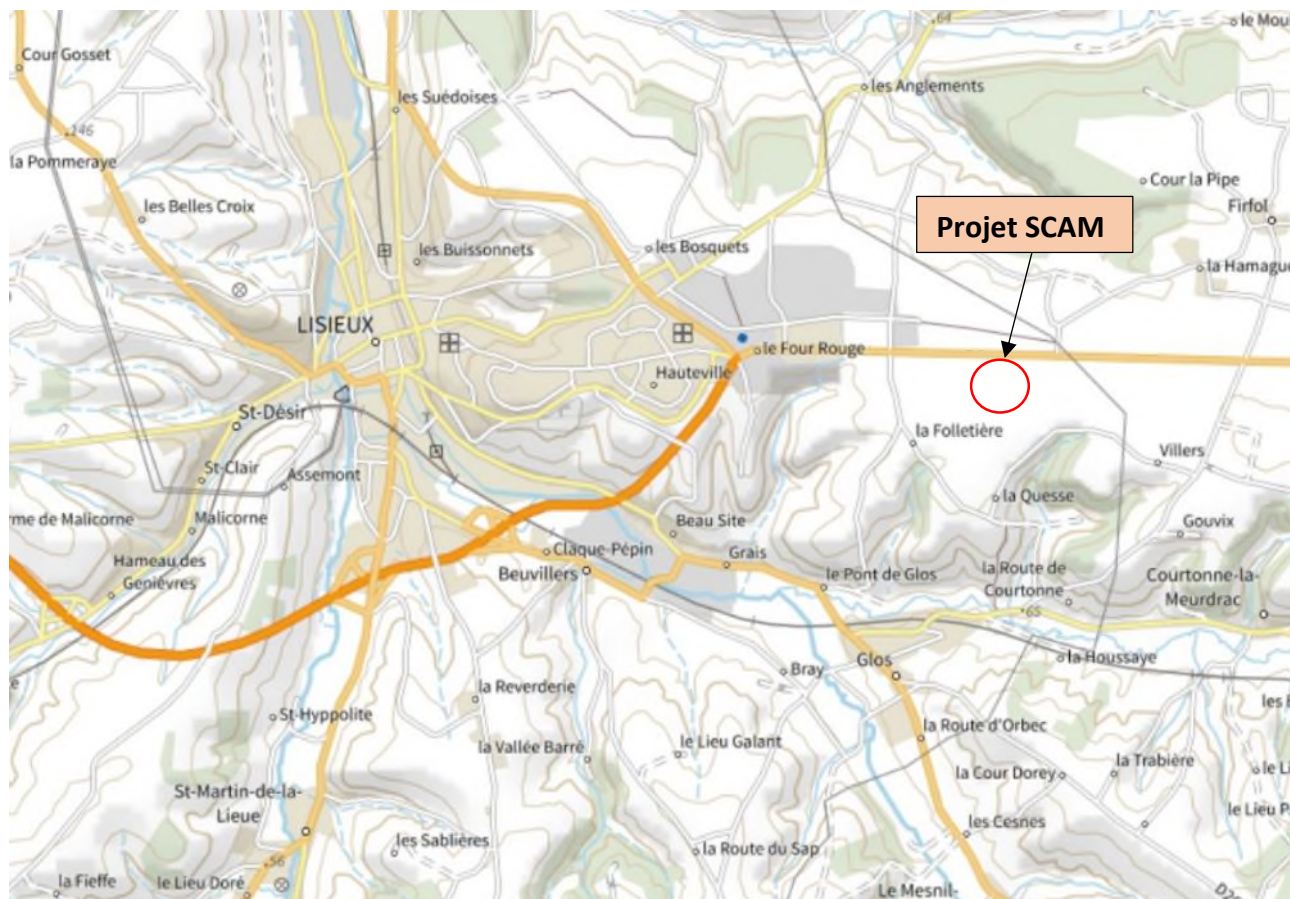 64
le Mou
Cour Gosset
les Anglements
les Suédoises
146
la Pommeraye
Cour la Pipe
les Belles Croix
Firfol
Projet SCAM
les Bosquets
les Buissonnets
la Hamague
LISIEUX
le Four Rouge
Hauteville
St-Désir
la Folletière
Villers
St-Clair
Assemont
la Quesse
rme de Malicorne
Malicorne
Beau Site
Gouvix
Hameau des
Genièvres
Claque-Pépin
Grais
Beuvillers
le Pont de Glos
la Route de
Courtonne
Courtonne-la-
Meurdrac
65
la Houssaye
Bray
Glos
la Reverderie
les
St-Hyppolite
la Route d'Orbec
la Vallée Barré
le Lieu Galant
la Cour Dorey
la Trabière
le Li
St-Martin-de-la-
Lieue
le Lieu P
les Cesnes
les Sablières
la Route du Sap
56
la Fieffe
le Lieu Doré
Le Mesnil-